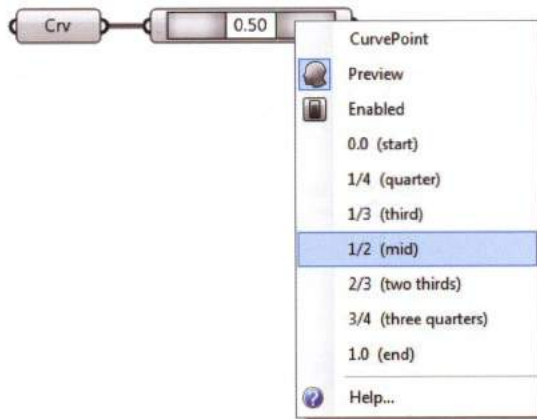 Crv
0.50
CurvePoint
Preview
Enabled
0.0 (start)
1/4 (quarter)
1/3 (third)
1/2 (mid)
2/3 (two thirds)
3/4 (three quarters)
1.0 (end)
Help...